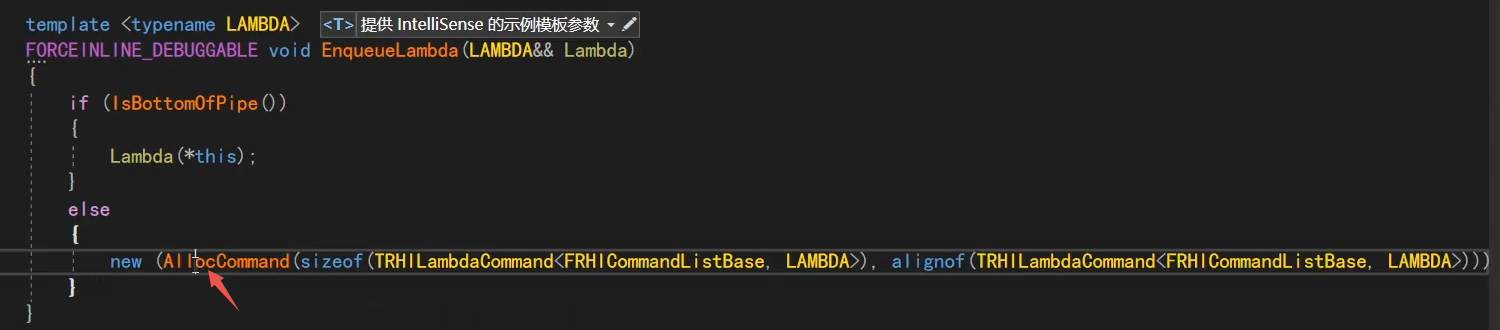 template <typename LAMBDA> <T> 提供 IntelliSense 的示例模板参数
FORCEINLINE_DEBUGGABLE void EnqueueLambda(LAMBDA&& Lambda)
{
if (IsBottomOfPipe())
{
Lambda(*this);
}
else
{
new (AllocCommand(sizeof(TRHILambdaCommand<FRHICommandListBase, LAMBDA>), alignof(TRHILambdaCommand<FRHICommandListBase, LAMBDA>)))
}
}